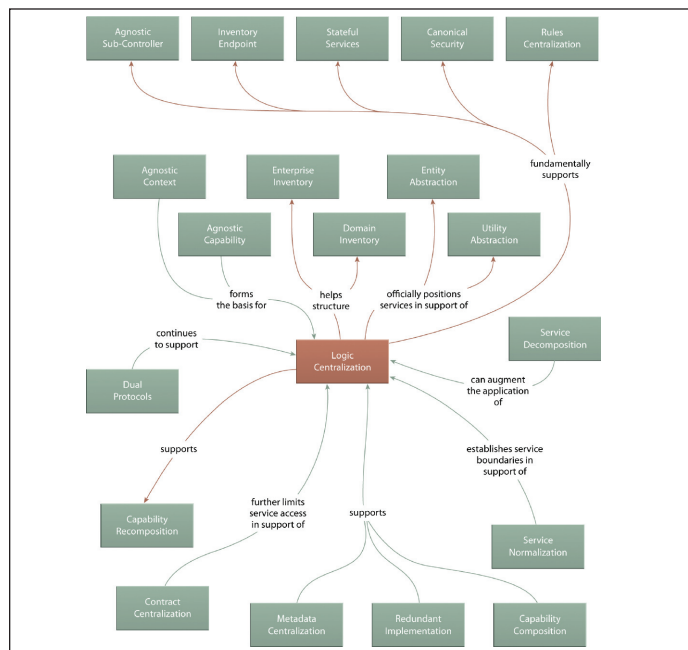 Agnostic
Sub-Controller
Inventory
Endpoint
Stateful
Services
Canonical
Security
Rules
Centralization
fundamentally
supports
Agnostic
Context
Enterprise
Inventory
Entity
Abstraction
Agnostic
Capability
Domain
Inventory
Utility
Abstraction
forms
the basis for
helps
structure
officially positions
services in support of
continues
to support
Logic
Centralization
Service
Decomposition
Dual
Protocols
can augment
the application
of
supports
establishes service
boundaries in
support of
further limits
service access
in support of
supports
Capability
Recomposition
Service
Normalization
Contract
Centralization
Metadata
Centralization
Redundant
Implementation
Capability
Composition